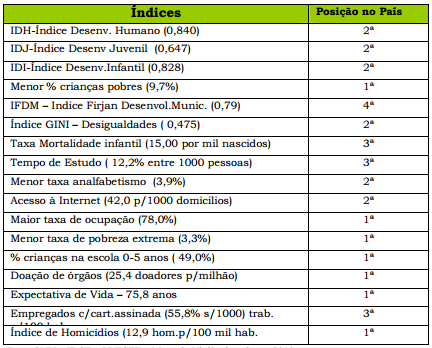 Índices Posição no País
IDH-Índice Desenv. Humano (0,840) 2ª
IDJ-Índice Desenv Juvenil (0,647) 2ª
IDI-Índice Desenv.Infantil (0,828) 2ª
Menor % crianças pobres (9,7%) 1ª
IFDM – Indice Firjan Desenvol.Munic. (0,79) 4ª
Índice GINI – Desigualdades ( 0,475) 2ª
Taxa Mortalidade infantil (15,00 por mil nascidos) 3ª
Tempo de Estudo ( 12,2% entre 1000 pessoas) 3ª
Menor taxa analfabetismo (3,9%) 2ª
Acesso à Internet (42,0 p/1000 domicílios) 2ª
Maior taxa de ocupação (78,0%) 1ª
Menor taxa de pobreza extrema (3,3%) 1ª
% crianças na escola 0-5 anos ( 49,0%) 1ª
Doação de órgãos (25,4 doadores p/milhão) 1ª
Expectativa de Vida – 75,8 anos 1ª
Empregados c/cart.assinada (55,8% s/1000) trab. 3ª
Índice de Homicidios (12,9 hom.p/100 mil hab. 1ª